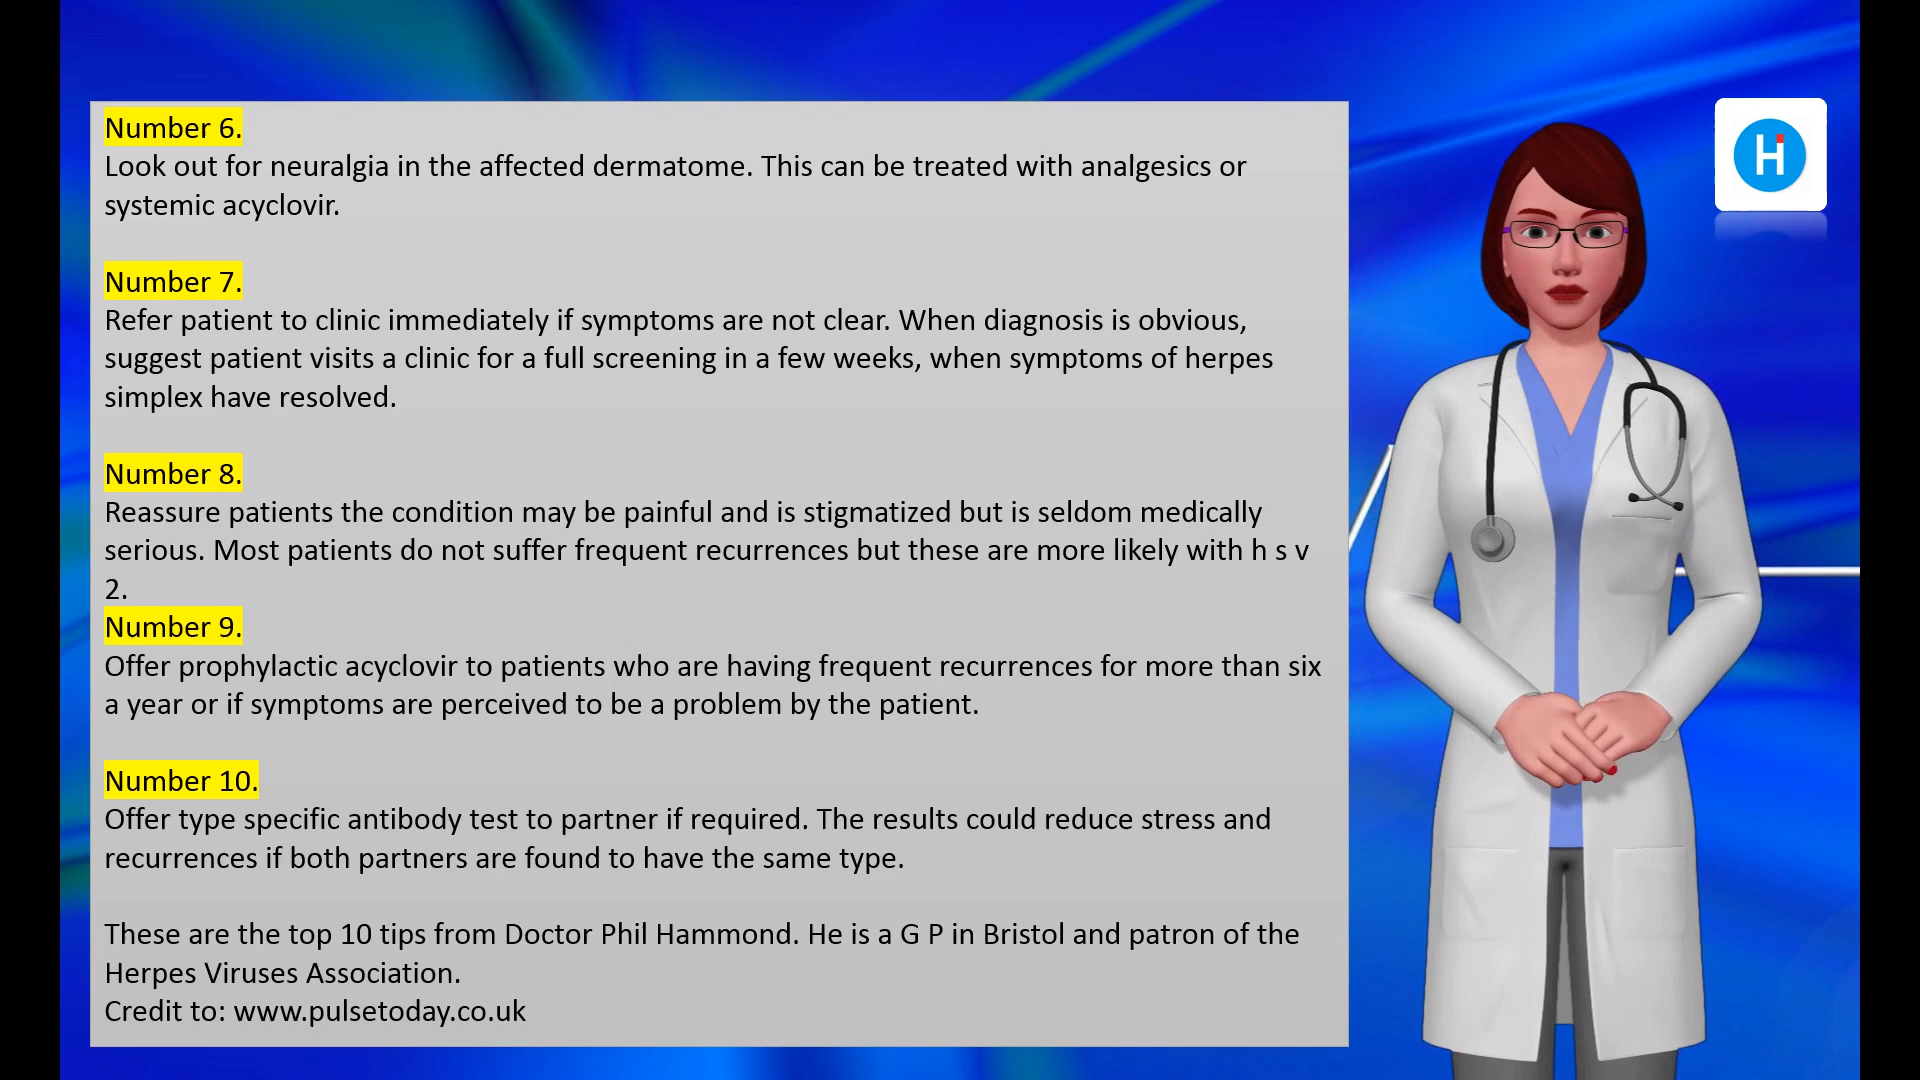 Number 6.
Look out for neuralgia in the affected dermatome. This can be treated with analgesics or
systemic acyclovir.
Number 7.
Refer patient to clinic immediately if symptoms are not clear. When diagnosis is obvious,
suggest patient visits a clinic for a full screening in a few weeks, when symptoms of herpes
simplex have resolved.
Number 8.
Reassure patients the condition may be painful and is stigmatized but is seldom medically
serious. Most patients do not suffer frequent recurrences but these are more likely with h s v
2.
Number 9.
Offer prophylactic acyclovir to patients who are having frequent recurrences for more than six
a year or if symptoms are perceived to be a problem by the patient.
Number 10.
Offer type specific antibody test to partner if required. The results could reduce stress and
recurrences if both partners are found to have the same type.
These are the top 10 tips from Doctor Phil Hammond. He is a G P in Bristol and patron of the
Herpes Viruses Association.
Credit to: www.pulsetoday.co.uk
H